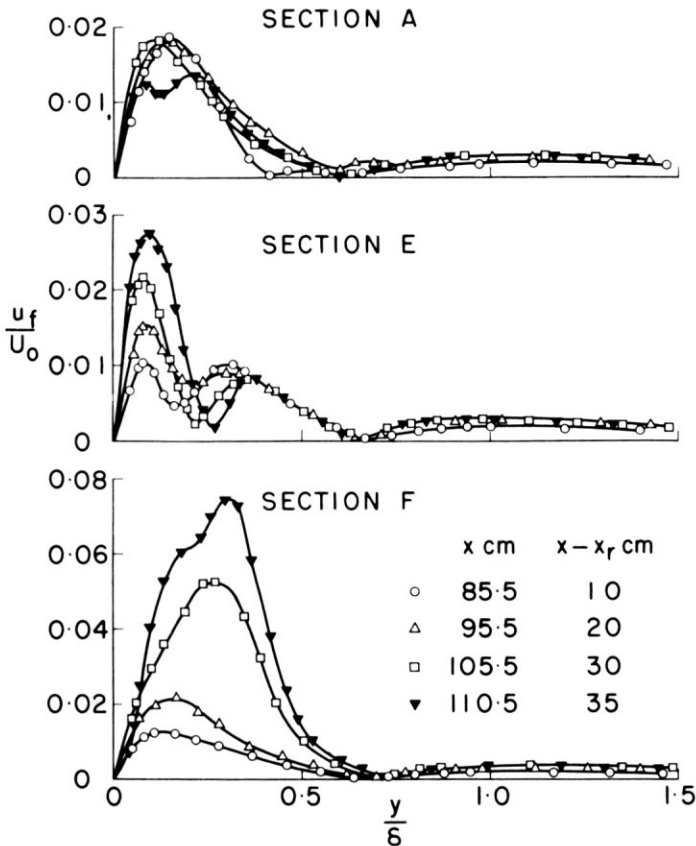 SECTION A
0·02
0·01
0
SECTION E
0·03
0·02
0·01
0
u_f
U_o
SECTION F
0·08
0·06
0·04
0·02
0
x cm x−x_r cm
85·5 10
95·5 20
105·5 30
110·5 35
0 0·5 1·0 1·5
y
δ